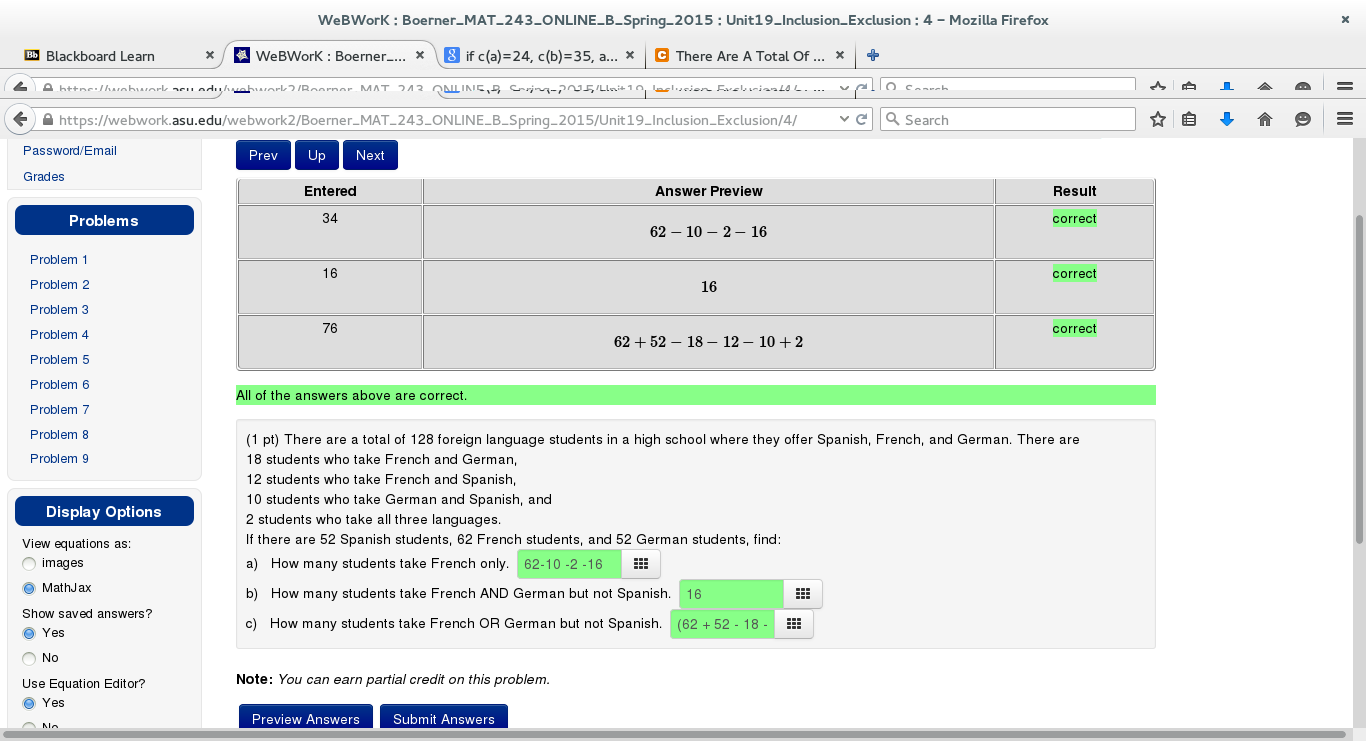 WeBWorK : Boerner_MAT_243_ONLINE_B_Spring_2015 : Unit19_Inclusion_Exclusion : 4 – Mozilla Firefox ×
Bb Blackboard Learn × WeBWorK : Boerner_... × if c(a)=24, c(b)=35, a... × There Are A Total Of ... ×
https://webwork.asu.edu/webwork2/Boerner_MAT_243_ONLINE_B_Spring_2015/Unit19_Inclusion_Exclusion/4/ Search
https://webwork.asu.edu/webwork2/Boerner_MAT_243_ONLINE_B_Spring_2015/Unit19_Inclusion_Exclusion/4/ Search
Password/Email
Grades
Problems
Problem 1
Problem 2
Problem 3
Problem 4
Problem 5
Problem 6
Problem 7
Problem 8
Problem 9
Display Options
View equations as:
images
MathJax
Show saved answers?
Yes
No
Use Equation Editor?
Yes
No
Prev Up Next
Entered Answer Preview Result
34 62 − 10 − 2 − 16 correct
16 16 correct
76 62 + 52 − 18 − 12 − 10 + 2 correct
All of the answers above are correct.
(1 pt) There are a total of 128 foreign language students in a high school where they offer Spanish, French, and German. There are
18 students who take French and German,
12 students who take French and Spanish,
10 students who take German and Spanish, and
2 students who take all three languages.
If there are 52 Spanish students, 62 French students, and 52 German students, find:
a) How many students take French only. 62-10 -2 -16
b) How many students take French AND German but not Spanish. 16
c) How many students take French OR German but not Spanish. (62 + 52 - 18 -
Note: You can earn partial credit on this problem.
Preview Answers Submit Answers